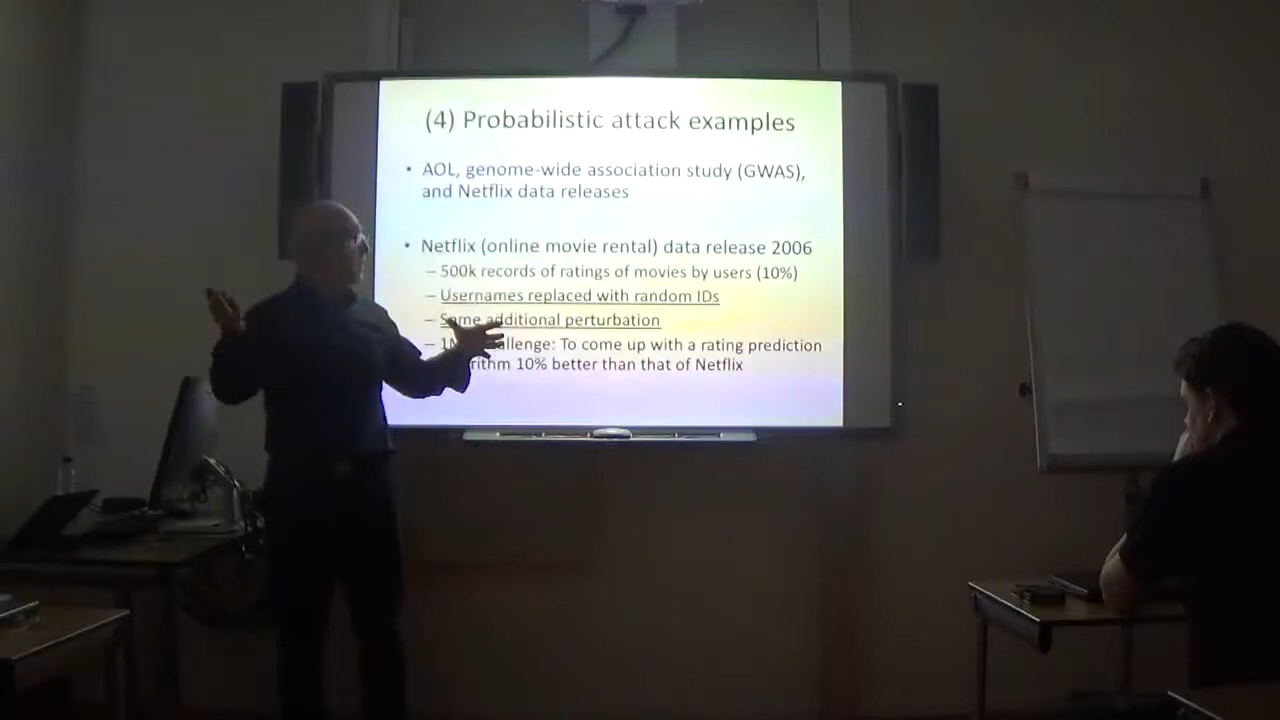 (4) Probabilistic attack examples
• AOL, genome-wide association study (GWAS),
and Netflix data releases
• Netflix (online movie rental) data release 2006
– 500k records of ratings of movies by users (10%)
– Usernames replaced with random IDs
– Some additional perturbation
– To come up with a rating prediction
10% better than that of Netflix